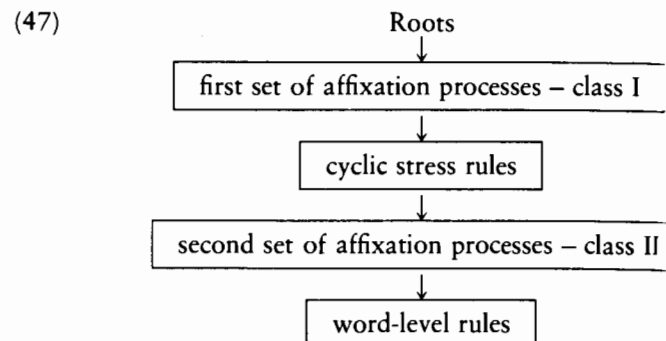 (47)
Roots
first set of affixation processes – class I
cyclic stress rules
second set of affixation processes – class II
word-level rules